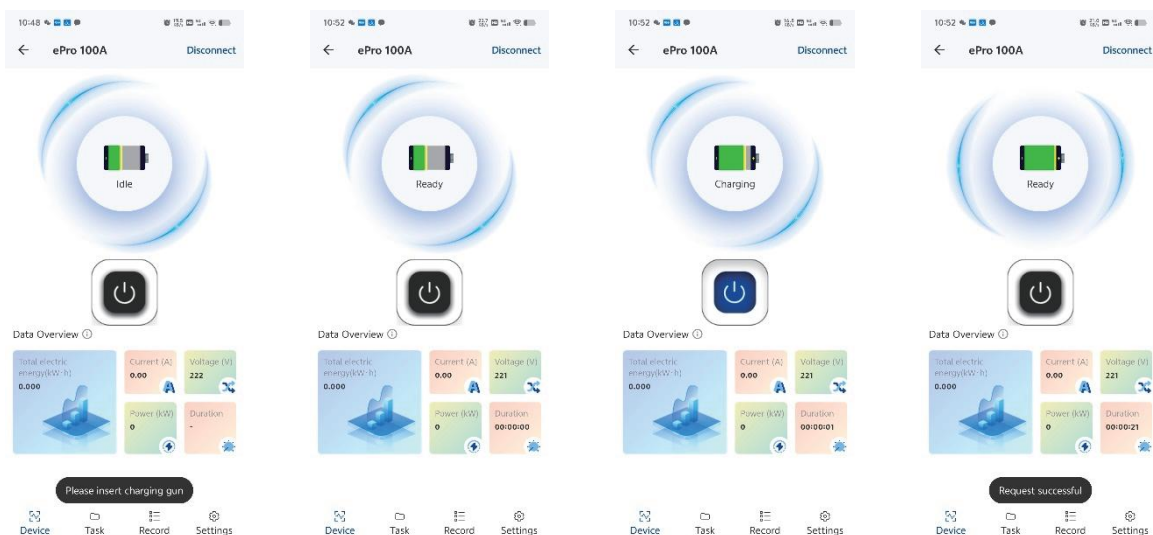 10:48
ePro 100A
Disconnect
Idle
Data Overview
Total electric
energy(kW·h)
0.000
Current (A)
0.00
Voltage (V)
222
Power (kW)
0
Duration
-
Please insert charging gun
Device
Task
Record
Settings
10:52
ePro 100A
Disconnect
Ready
Data Overview
Total electric
energy(kW·h)
0.000
Current (A)
0.00
Voltage (V)
221
Power (kW)
0
Duration
00:00:00
Device
Task
Record
Settings
10:52
ePro 100A
Disconnect
Charging
Data Overview
Total electric
energy(kW·h)
0.000
Current (A)
0.00
Voltage (V)
221
Power (kW)
0
Duration
00:00:01
Device
Task
Record
Settings
10:52
ePro 100A
Disconnect
Ready
Data Overview
Total electric
energy(kW·h)
0.000
Current (A)
0.00
Voltage (V)
221
Power (kW)
0
Duration
00:00:21
Request successful
Device
Task
Record
Settings